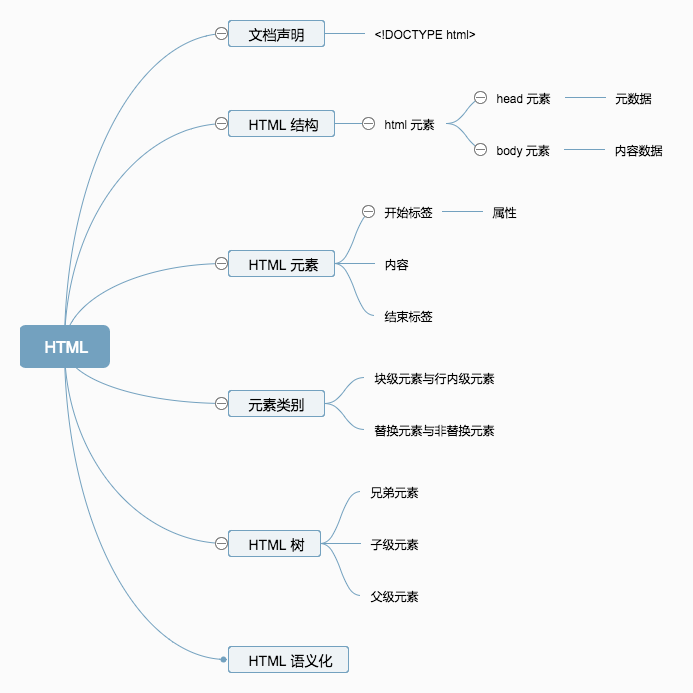 HTML
文档声明
<!DOCTYPE html>
HTML 结构
html 元素
head 元素
元数据
body 元素
内容数据
HTML 元素
开始标签
属性
内容
结束标签
元素类别
块级元素与行内级元素
替换元素与非替换元素
HTML 树
兄弟元素
子级元素
父级元素
HTML 语义化